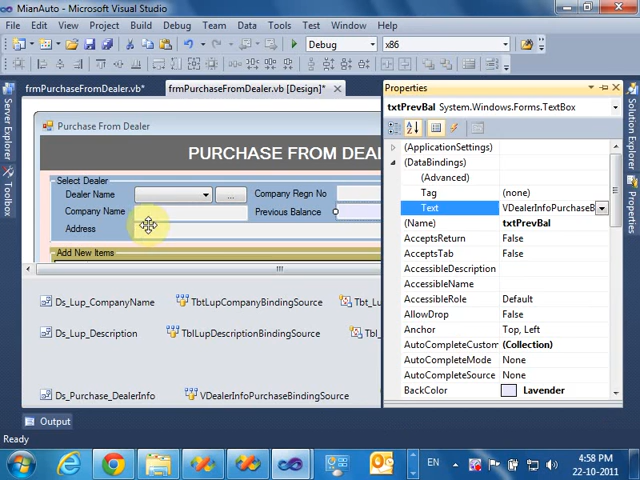 MianAuto - Microsoft Visual Studio
File Edit View Project Build Debug Team Data Tools Test Window Help
Debug x86
frmPurchaseFromDealer.vb* frmPurchaseFromDealer.vb [Design]*
Server Explorer
Toolbox
Purchase From Dealer
PURCHASE FROM DEAL
Select Dealer
Dealer Name ... Company Regn No
Company Name Previous Balance
Address
Add New Items
Ds_Lup_CompanyName TbtLupCompanyBindingSource Tbt_Lu
Ds_Lup_Description TblLupDescriptionBindingSource Tbl_
Ds_Purchase_DealerInfo VDealerInfoPurchaseBindingSource
Properties
txtPrevBal System.Windows.Forms.TextBox
(ApplicationSettings)
(DataBindings)
(Advanced)
Tag (none)
Text VDealerInfoPurchaseB
(Name) txtPrevBal
AcceptsReturn False
AcceptsTab False
AccessibleDescription
AccessibleName
AccessibleRole Default
AllowDrop False
Anchor Top, Left
AutoCompleteCustom (Collection)
AutoCompleteMode None
AutoCompleteSource None
BackColor Lavender
Solution Explorer
Properties
Output
Ready
EN 4:58 PM
22-10-2011